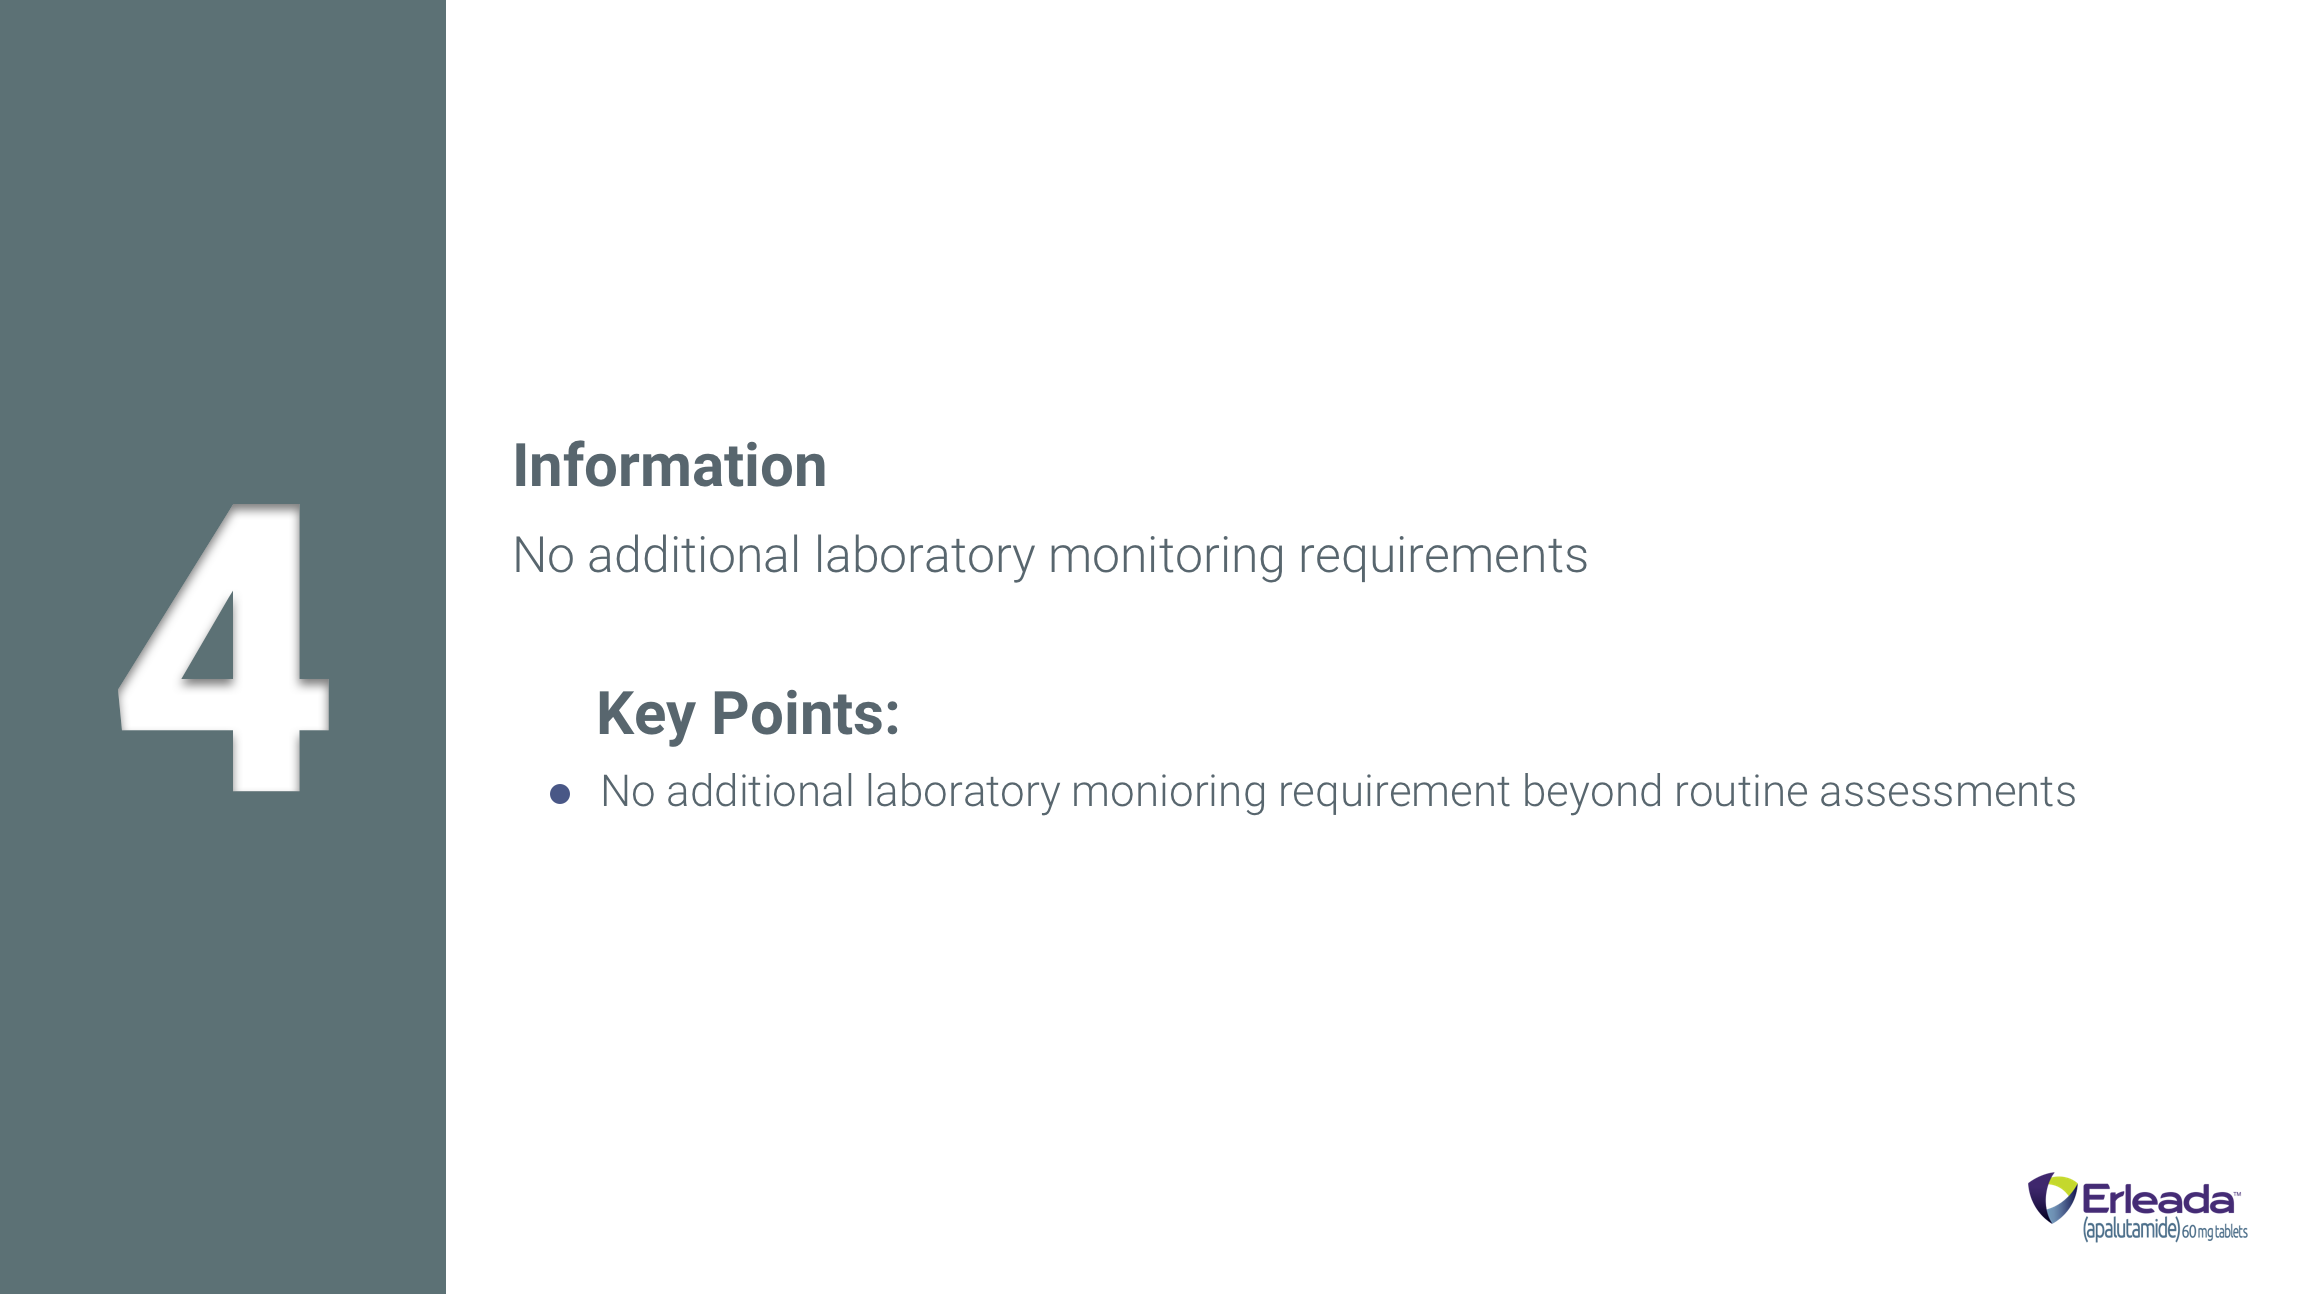 4
Information
No additional laboratory monitoring requirements
Key Points:
● No additional laboratory monioring requirement beyond routine assessments
Erleada™
(apalutamide) 60 mg tablets